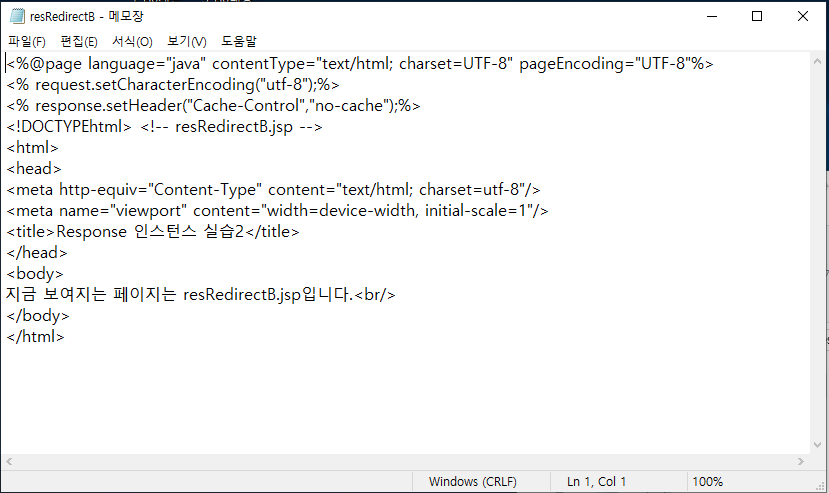 resRedirectB - 메모장
파일(F) 편집(E) 서식(O) 보기(V) 도움말
<%@page language="java" contentType="text/html; charset=UTF-8" pageEncoding="UTF-8"%>
<% request.setCharacterEncoding("utf-8");%>
<% response.setHeader("Cache-Control","no-cache");%>
<!DOCTYPEhtml> <!-- resRedirectB.jsp -->
<html>
<head>
<meta http-equiv="Content-Type" content="text/html; charset=utf-8"/>
<meta name="viewport" content="width=device-width, initial-scale=1"/>
<title>Response 인스턴스 실습2</title>
</head>
<body>
지금 보여지는 페이지는 resRedirectB.jsp입니다.<br/>
</body>
</html>
Windows (CRLF) Ln 1, Col 1 100%